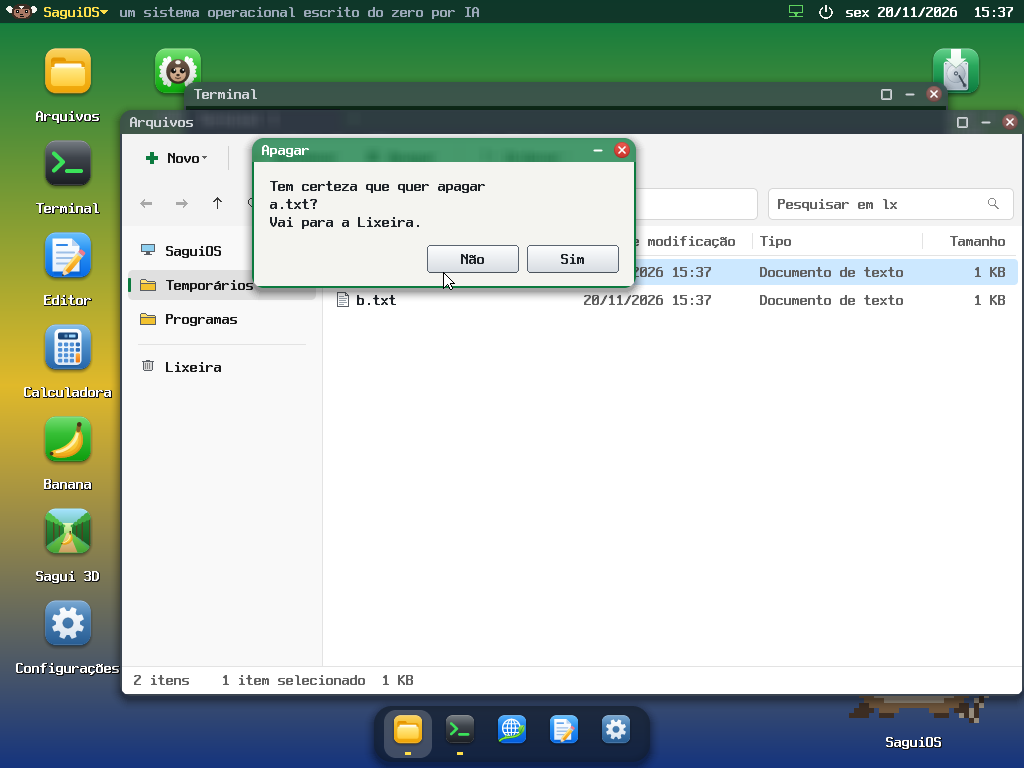 SaguiOS um sistema operacional escrito do zero por IA sex 20/11/2026 15:37
Arquivos
Terminal
Editor
Calculadora
Banana
Sagui 3D
Configurações
Terminal
Arquivos
Novo
Pesquisar em lx
SaguiOS
Temporários
Programas
Lixeira
modificação Tipo Tamanho
2026 15:37 Documento de texto 1 KB
b.txt 20/11/2026 15:37 Documento de texto 1 KB
Apagar
Tem certeza que quer apagar
a.txt?
Vai para a Lixeira.
Não Sim
2 itens 1 item selecionado 1 KB
SaguiOS